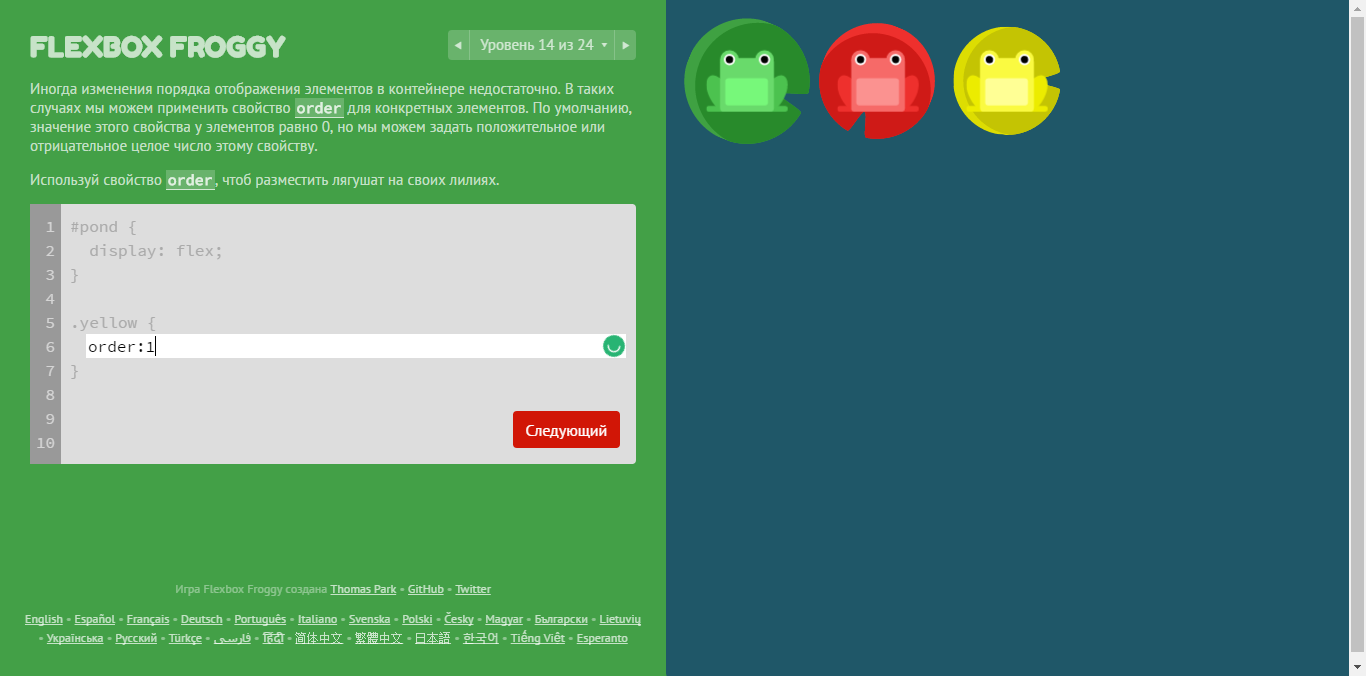 FLEXBOX FROGGY
Уровень 14 из 24
Иногда изменения порядка отображения элементов в контейнере недостаточно. В таких
случаях мы можем применить свойство order для конкретных элементов. По умолчанию,
значение этого свойства у элементов равно 0, но мы можем задать положительное или
отрицательное целое число этому свойству.
Используй свойство order, чтоб разместить лягушат на своих лилиях.
1 #pond {
2 display: flex;
3 }
4
5 .yellow {
6 order:1
7 }
8
9
10
Следующий
Игра Flexbox Froggy создана Thomas Park • GitHub • Twitter
English • Español • Français • Deutsch • Português • Italiano • Svenska • Polski • Česky • Magyar • Български • Lietuvių
• Українська • Русский • Türkçe • فارسی • हिंदी • 简体中文 • 繁體中文 • 日本語 • 한국어 • Tiếng Việt • Esperanto